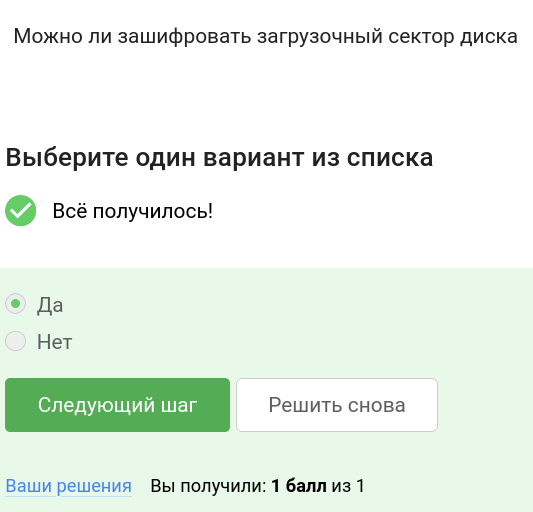 Можно ли зашифровать загрузочный сектор диска
Выберите один вариант из списка
Всё получилось!
Да
Нет
Следующий шаг
Решить снова
Ваши решения
Вы получили: 1 балл из 1